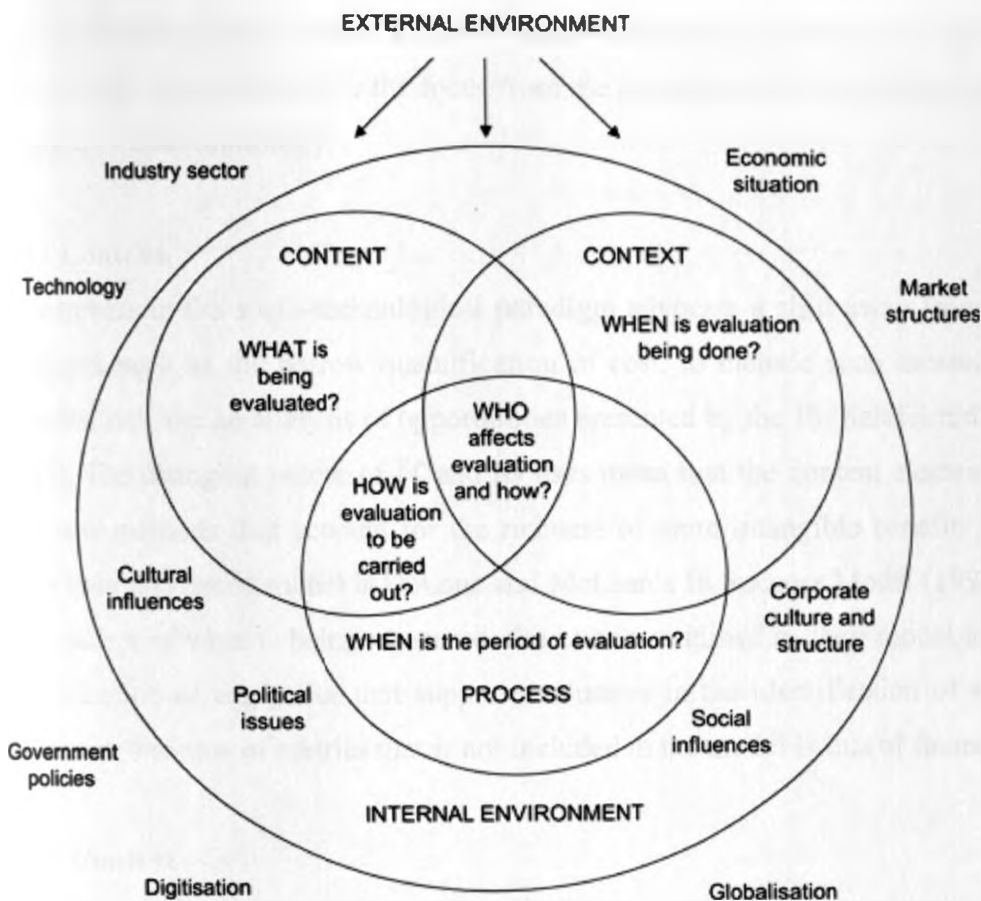 EXTERNAL ENVIRONMENT
Industry sector
Economic
situation
CONTENT
CONTEXT
Technology
Market
structures
WHAT is
being
evaluated?
WHEN is evaluation
being done?
WHO
affects
evaluation
and how?
HOW is
evaluation
to be
carried
out?
Cultural
influences
Corporate
culture and
structure
WHEN is the period of evaluation?
PROCESS
Political
issues
Social
influences
Government
policies
INTERNAL ENVIRONMENT
Digitisation
Globalisation